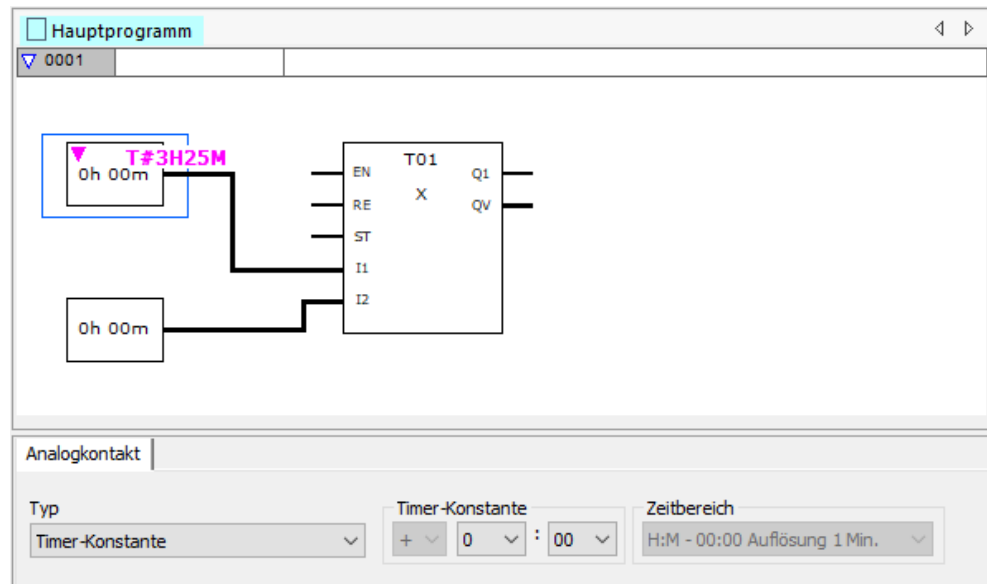 Hauptprogramm
0001
T#3H25M
0h 00m
T01
X
EN
RE
ST
I1
I2
Q1
QV
0h 00m
Analogkontakt
Typ
Timer-Konstante
Timer-Konstante
+ 0 : 00
Zeitbereich
H:M - 00:00 Auflösung 1 Min.